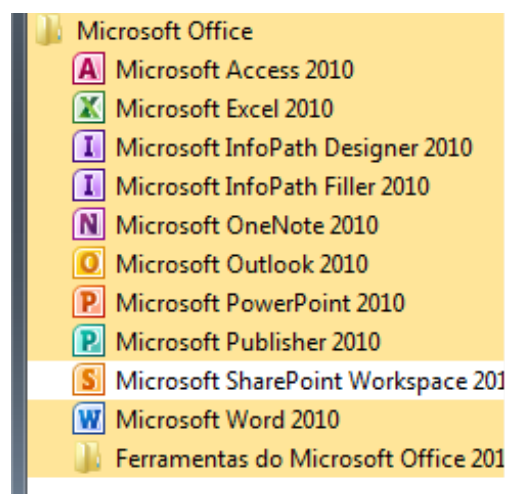 Microsoft Office
A Microsoft Access 2010
X Microsoft Excel 2010
I Microsoft InfoPath Designer 2010
I Microsoft InfoPath Filler 2010
N Microsoft OneNote 2010
O Microsoft Outlook 2010
P Microsoft PowerPoint 2010
P Microsoft Publisher 2010
S Microsoft SharePoint Workspace 201
W Microsoft Word 2010
Ferramentas do Microsoft Office 201